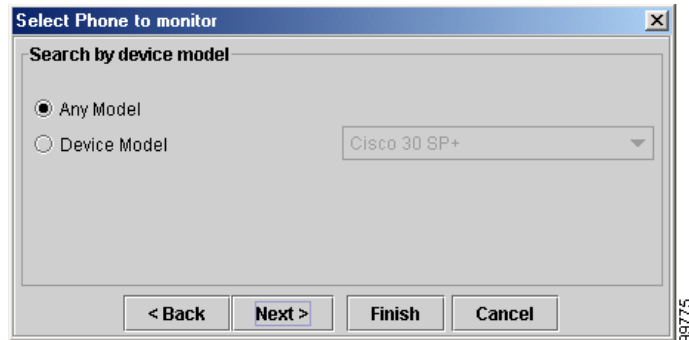 Select Phone to monitor
Search by device model
Any Model
Device Model
Cisco 30 SP+
< Back
Next >
Finish
Cancel
99775